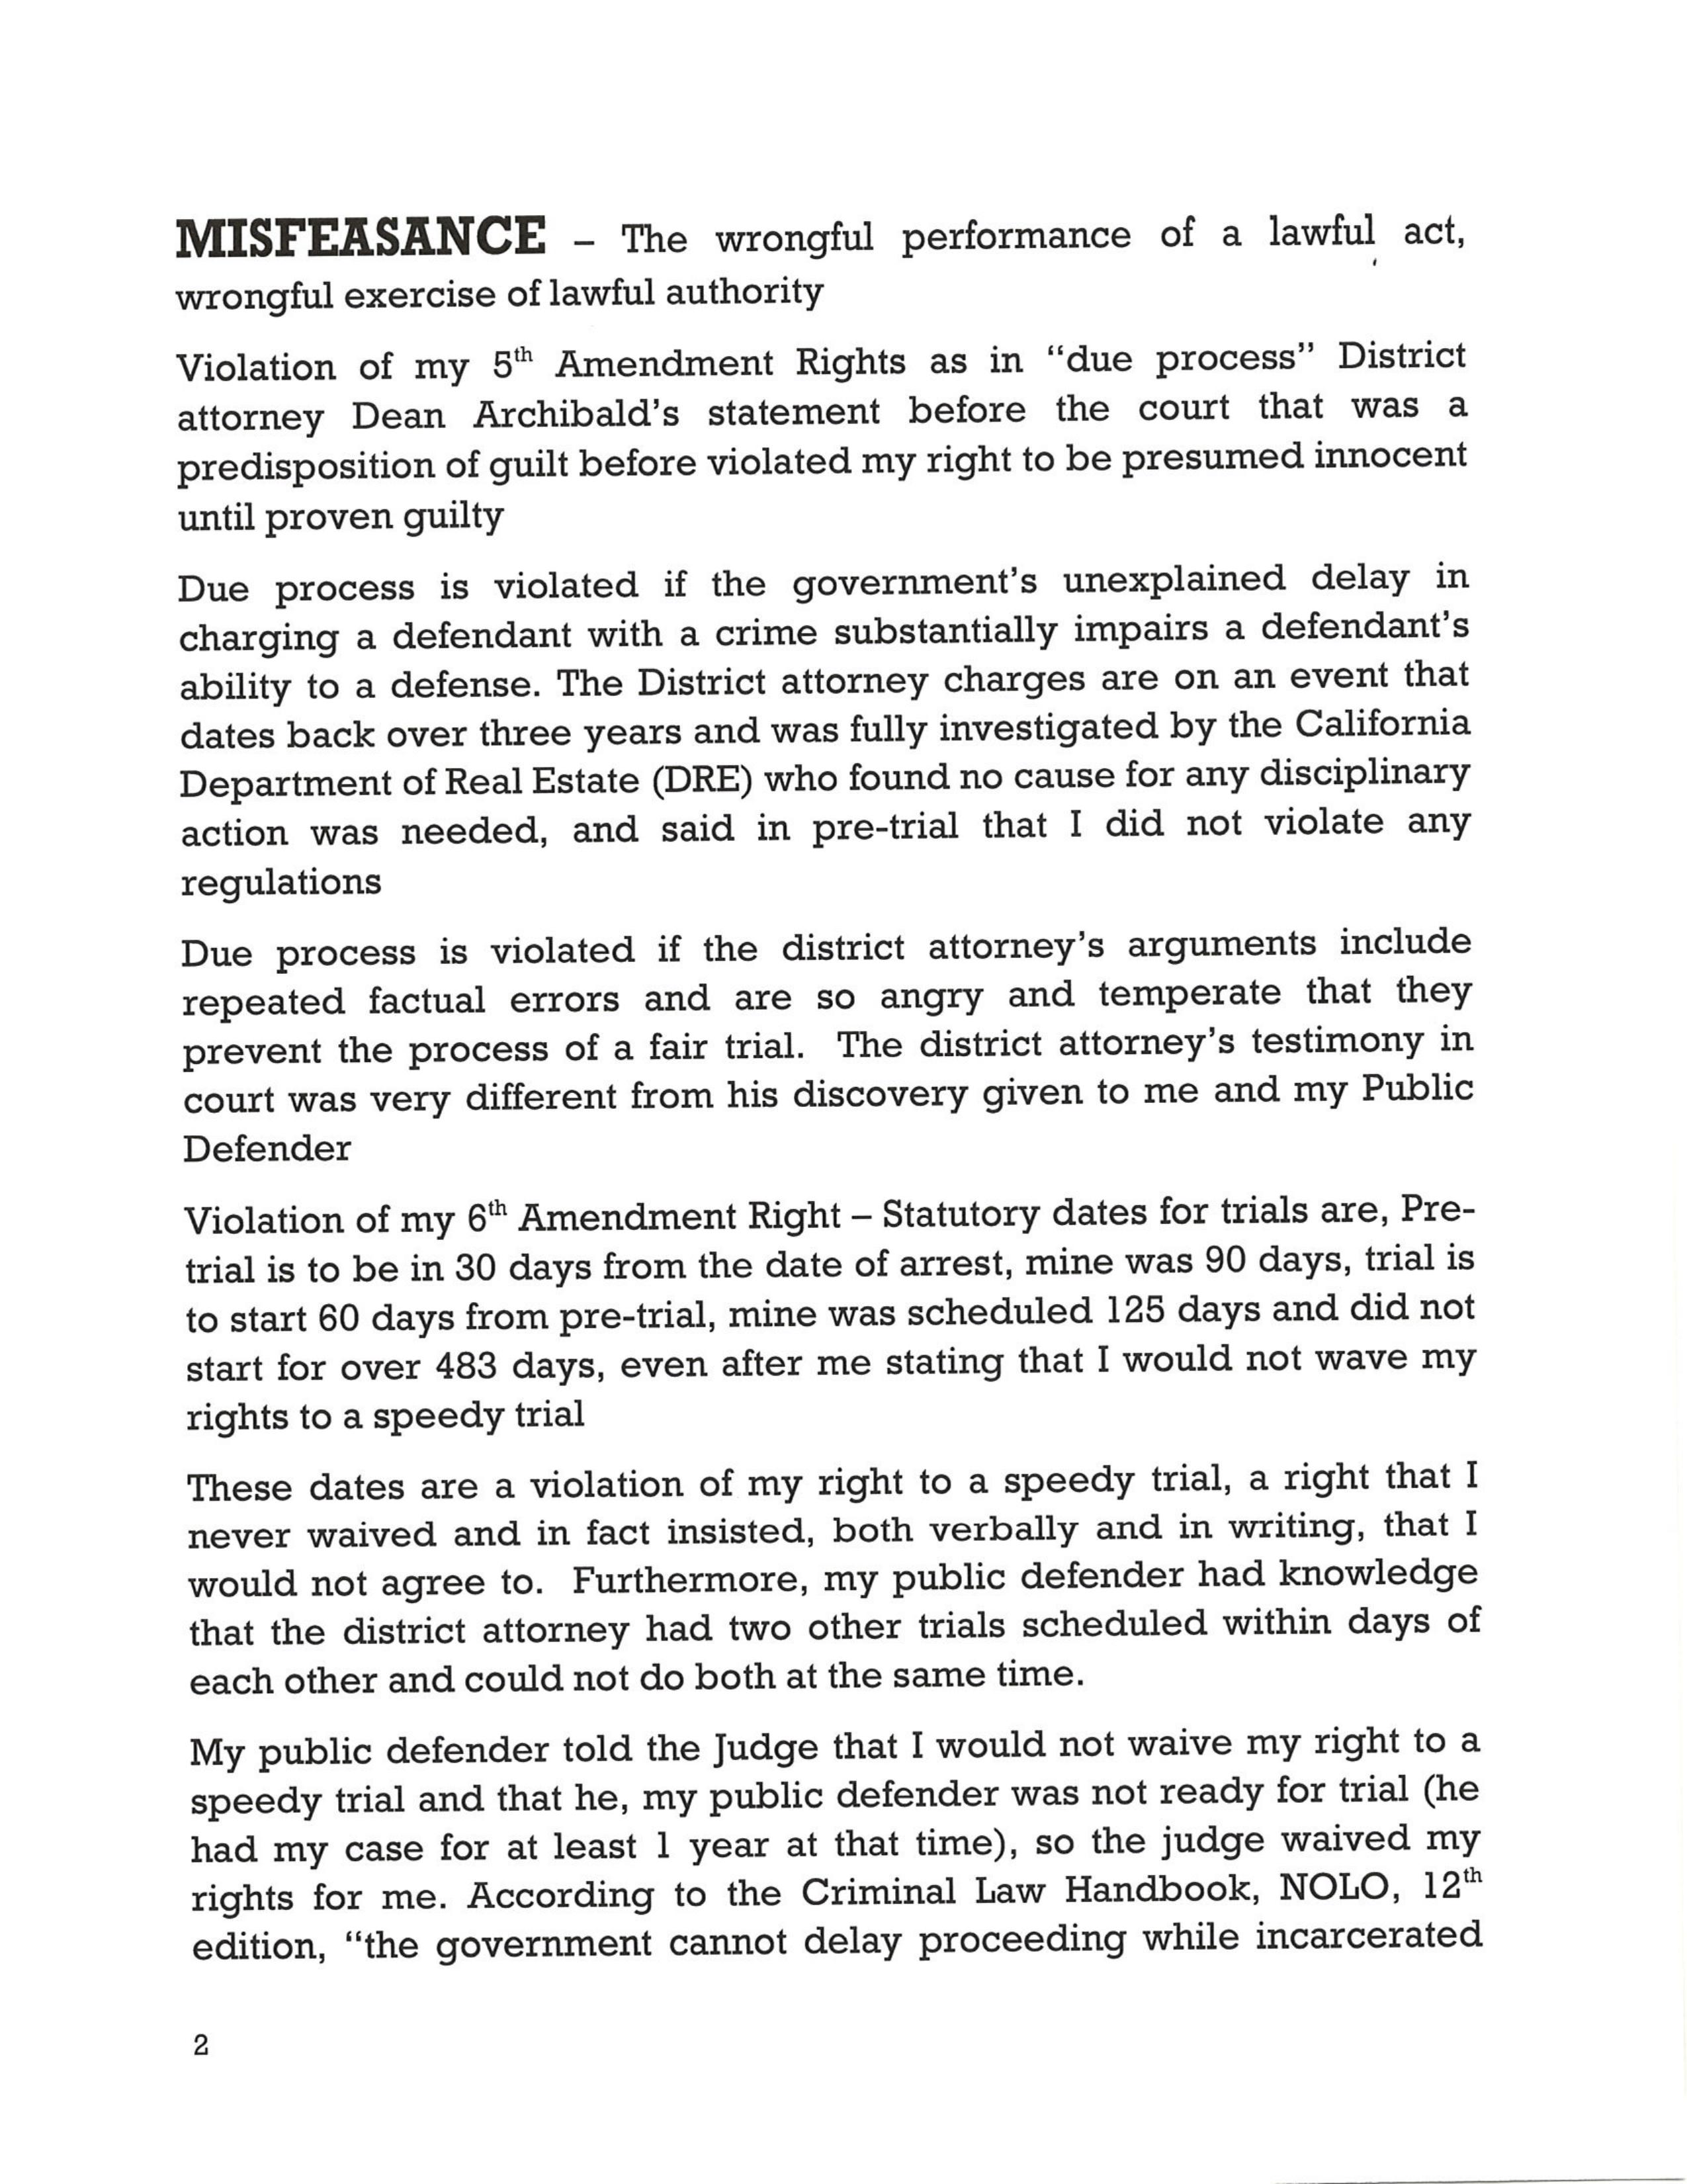 MISFEASANCE – The wrongful performance of a lawful act,
wrongful exercise of lawful authority
Violation of my 5th Amendment Rights as in “due process” District
attorney Dean Archibald’s statement before the court that was a
predisposition of guilt before violated my right to be presumed innocent
until proven guilty
Due process is violated if the government’s unexplained delay in
charging a defendant with a crime substantially impairs a defendant’s
ability to a defense. The District attorney charges are on an event that
dates back over three years and was fully investigated by the California
Department of Real Estate (DRE) who found no cause for any disciplinary
action was needed, and said in pre-trial that I did not violate any
regulations
Due process is violated if the district attorney’s arguments include
repeated factual errors and are so angry and temperate that they
prevent the process of a fair trial. The district attorney’s testimony in
court was very different from his discovery given to me and my Public
Defender
Violation of my 6th Amendment Right – Statutory dates for trials are, Pre-
trial is to be in 30 days from the date of arrest, mine was 90 days, trial is
to start 60 days from pre-trial, mine was scheduled 125 days and did not
start for over 483 days, even after me stating that I would not wave my
rights to a speedy trial
These dates are a violation of my right to a speedy trial, a right that I
never waived and in fact insisted, both verbally and in writing, that I
would not agree to. Furthermore, my public defender had knowledge
that the district attorney had two other trials scheduled within days of
each other and could not do both at the same time.
My public defender told the Judge that I would not waive my right to a
speedy trial and that he, my public defender was not ready for trial (he
had my case for at least 1 year at that time), so the judge waived my
rights for me. According to the Criminal Law Handbook, NOLO, 12th
edition, “the government cannot delay proceeding while incarcerated
2